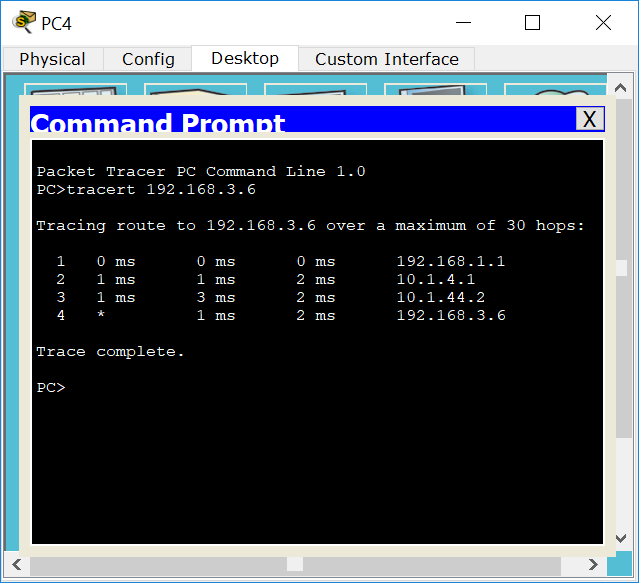 PC4
Physical Config Desktop Custom Interface
Command Prompt X
Packet Tracer PC Command Line 1.0
PC>tracert 192.168.3.6
Tracing route to 192.168.3.6 over a maximum of 30 hops:
1 0 ms 0 ms 0 ms 192.168.1.1
2 1 ms 1 ms 2 ms 10.1.4.1
3 1 ms 3 ms 2 ms 10.1.44.2
4 * 1 ms 2 ms 192.168.3.6
Trace complete.
PC>